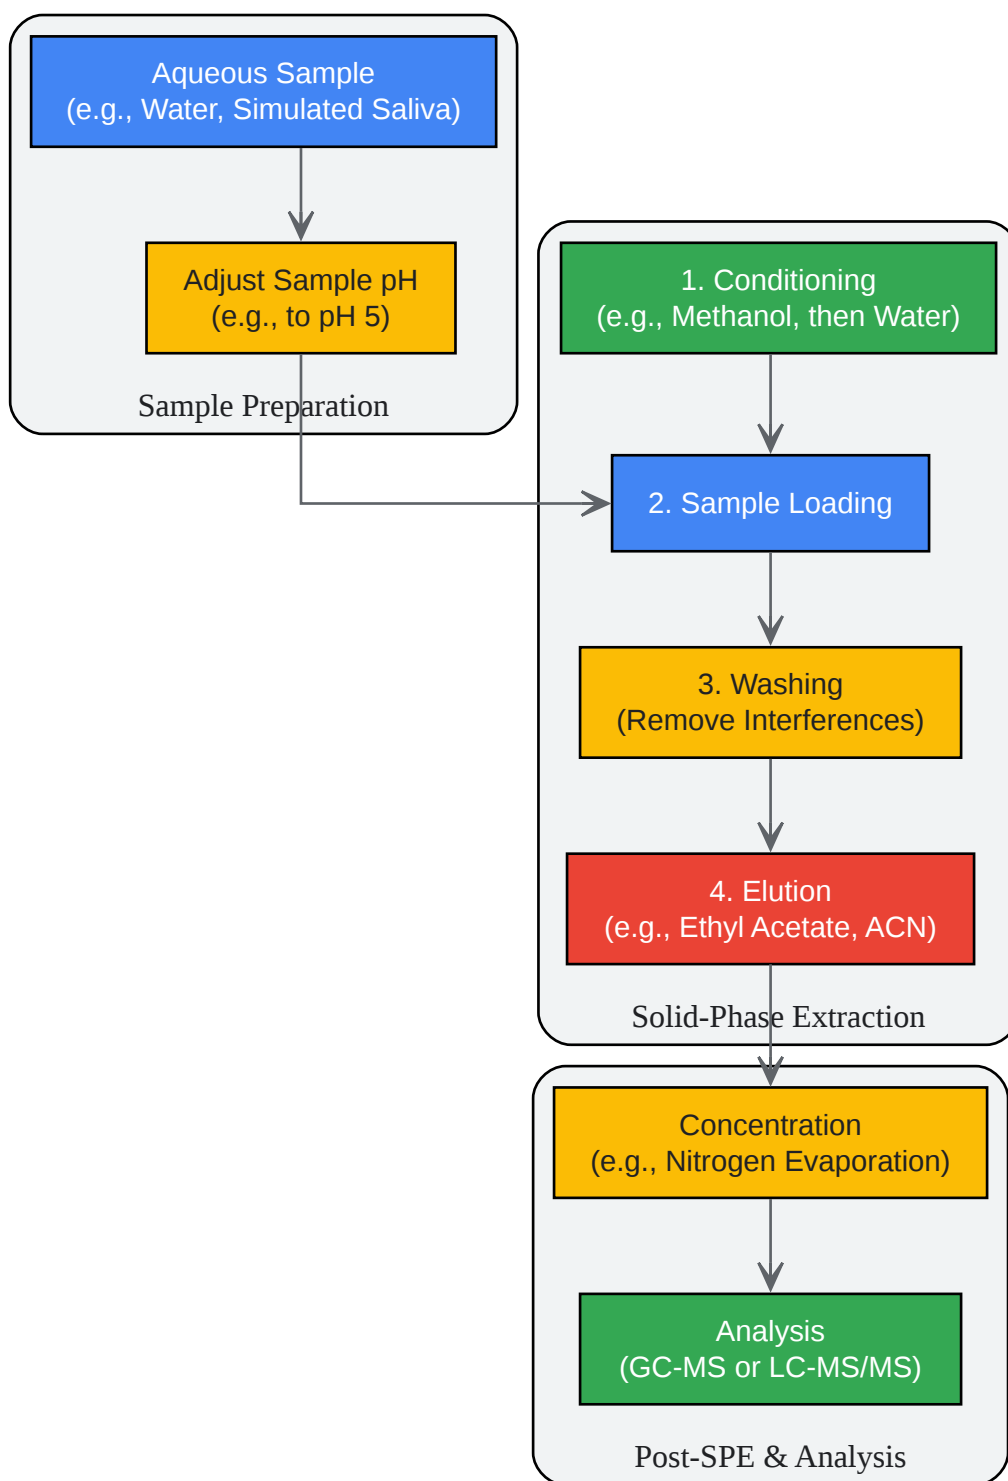 Aqueous Sample
(e.g., Water, Simulated Saliva)
Adjust Sample pH
(e.g., to pH 5)
Sample Preparation
1. Conditioning
(e.g., Methanol, then Water)
2. Sample Loading
3. Washing
(Remove Interferences)
4. Elution
(e.g., Ethyl Acetate, ACN)
Solid-Phase Extraction
Concentration
(e.g., Nitrogen Evaporation)
Analysis
(GC-MS or LC-MS/MS)
Post-SPE & Analysis